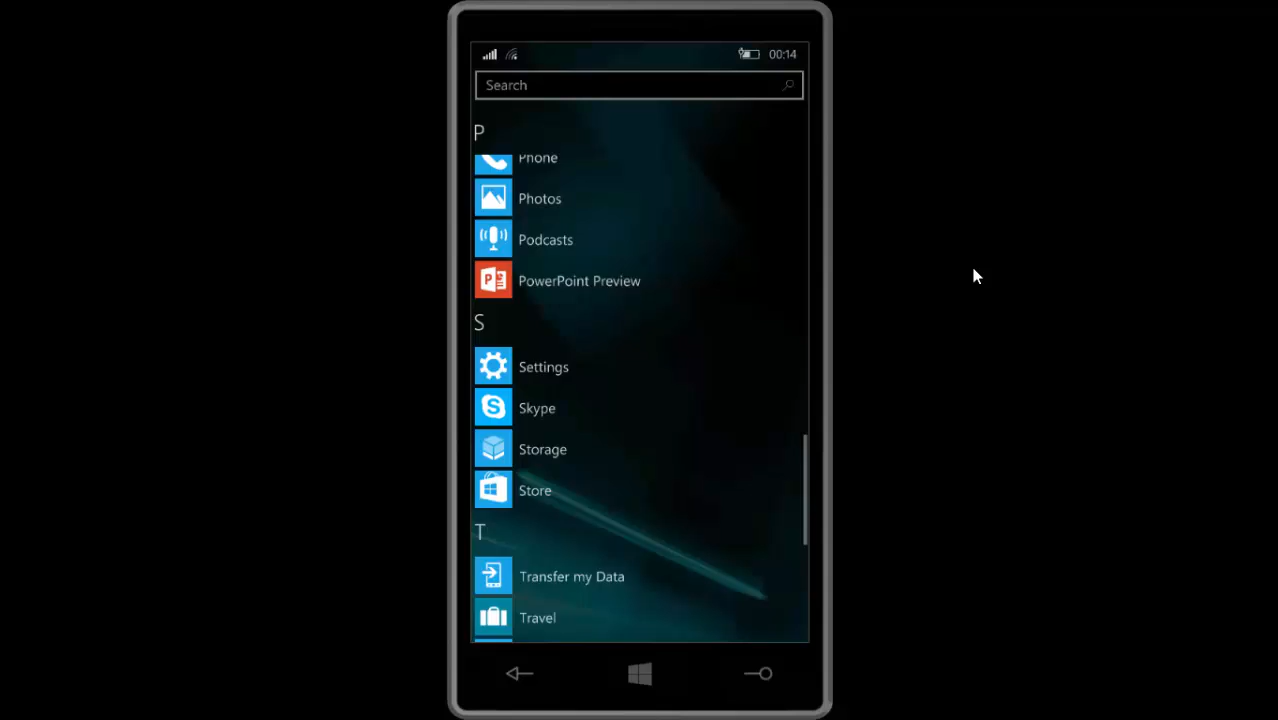 00:14
Search
P
Phone
Photos
Podcasts
PowerPoint Preview
S
Settings
Skype
Storage
Store
T
Transfer my Data
Travel